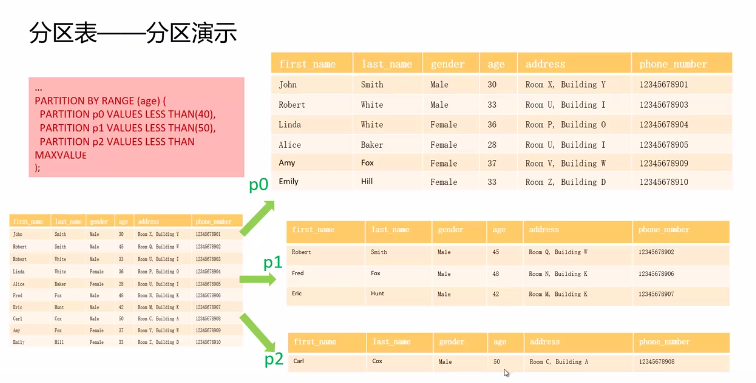 分区表——分区演示
...
PARTITION BY RANGE (age) (
PARTITION p0 VALUES LESS THAN(40),
PARTITION p1 VALUES LESS THAN(50),
PARTITION p2 VALUES LESS THAN
MAXVALUE
);
first_name last_name gender age address phone_number
John Smith Male 30 Room X, Building Y 12345678901
Robert White Male 33 Room U, Building I 12345678903
Linda White Female 36 Room P, Building O 12345678904
Alice Baker Female 28 Room U, Building I 12345678905
Amy Fox Female 37 Room V, Building W 12345678909
Emily Hill Female 33 Room Z, Building D 12345678910
p0
first_name last_name gender age address phone_number
John Smith Male 30 Room X, Building Y 12345678901
Robert Smith Male 45 Room Q, Building W 12345678902
Robert White Male 33 Room U, Building I 12345678903
Linda White Female 36 Room P, Building O 12345678904
Alice Baker Female 28 Room U, Building I 12345678905
Fred Fox Male 48 Room N, Building K 12345678906
Eric Hunt Male 42 Room M, Building K 12345678907
Carl Cox Male 50 Room C, Building A 12345678908
Amy Fox Female 37 Room V, Building W 12345678909
Emily Hill Female 33 Room Z, Building D 12345678910
p1
first_name last_name gender age address phone_number
Robert Smith Male 45 Room Q, Building W 12345678902
Fred Fox Male 48 Room N, Building K 12345678906
Eric Hunt Male 42 Room M, Building K 12345678907
p2
first_name last_name gender age address phone_number
Carl Cox Male 50 Room C, Building A 12345678908